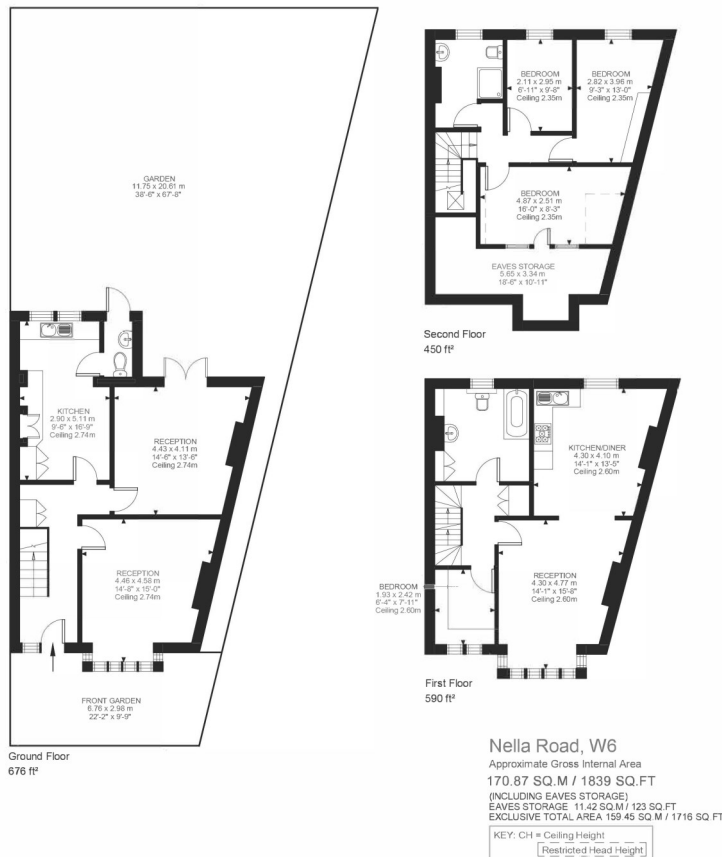 GARDEN
11.75 x 20.61 m
38'-6" x 67'-8"
KITCHEN
2.90 x 5.11 m
9'-6" x 16'-9"
Ceiling 2.74m
RECEPTION
4.43 x 4.11 m
14'-6" x 13'-6"
Ceiling 2.74m
RECEPTION
4.46 x 4.58 m
14'-8" x 15'-0"
Ceiling 2.74m
FRONT GARDEN
6.76 x 2.98 m
22'-2" x 9'-9"
Ground Floor
676 ft²
BEDROOM
2.11 x 2.95 m
6'-11" x 9'-8"
Ceiling 2.35m
BEDROOM
2.82 x 3.96 m
9'-3" x 13'-0"
Ceiling 2.35m
BEDROOM
4.87 x 2.51 m
16'-0" x 8'-3"
Ceiling 2.35m
EAVES STORAGE
5.65 x 3.34 m
18'-6" x 10'-11"
Second Floor
450 ft²
KITCHEN/DINER
4.30 x 4.10 m
14'-1" x 13'-5"
Ceiling 2.60m
RECEPTION
4.30 x 4.77 m
14'-1" x 15'-8"
Ceiling 2.60m
BEDROOM
1.93 x 2.42 m
6'-4" x 7'-11"
Ceiling 2.60m
First Floor
590 ft²
Nella Road, W6
Approximate Gross Internal Area
170.87 SQ.M / 1839 SQ.FT
(INCLUDING EAVES STORAGE)
EAVES STORAGE 11.42 SQ.M / 123 SQ.FT
EXCLUSIVE TOTAL AREA 159.45 SQ.M / 1716 SQ.FT
KEY: CH = Ceiling Height
Restricted Head Height